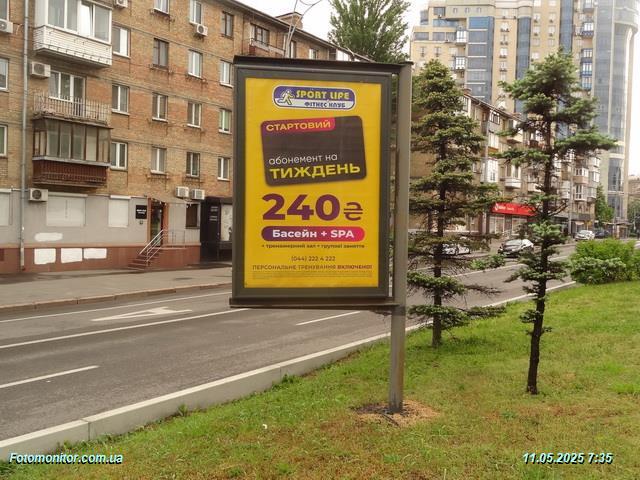 SPORT LIFE
ФІТНЕС КЛУБ
СТАРТОВИЙ
абонемент на
ТИЖДЕНЬ
240₴
Басейн + SPA
+ тренажерний зал + групові заняття
(044) 222 4 222
ПЕРСОНАЛЬНЕ ТРЕНУВАННЯ ВКЛЮЧЕНО!
Fotomonitor.com.ua
11.05.2025 7:35